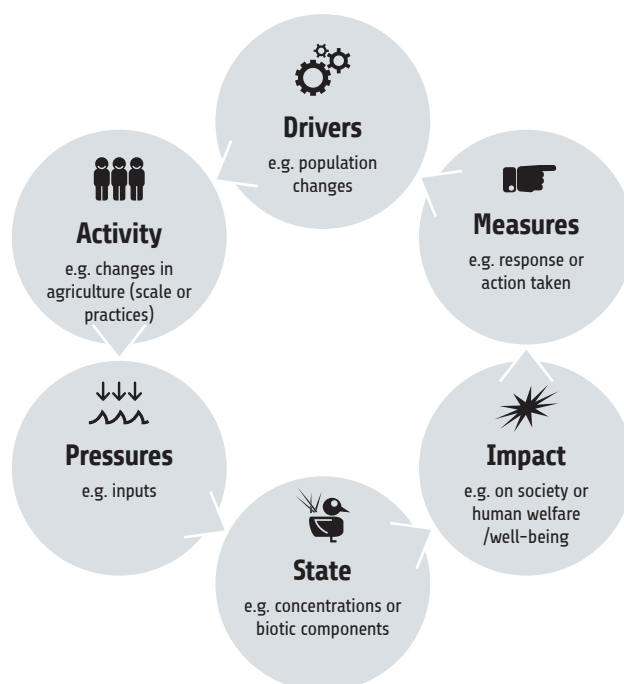 Drivers
e.g. population
changes
Activity
e.g. changes in
agriculture (scale or
practices)
Measures
e.g. response or
action taken
Pressures
e.g. inputs
Impact
e.g. on society or
human welfare
/well-being
State
e.g. concentrations or
biotic components